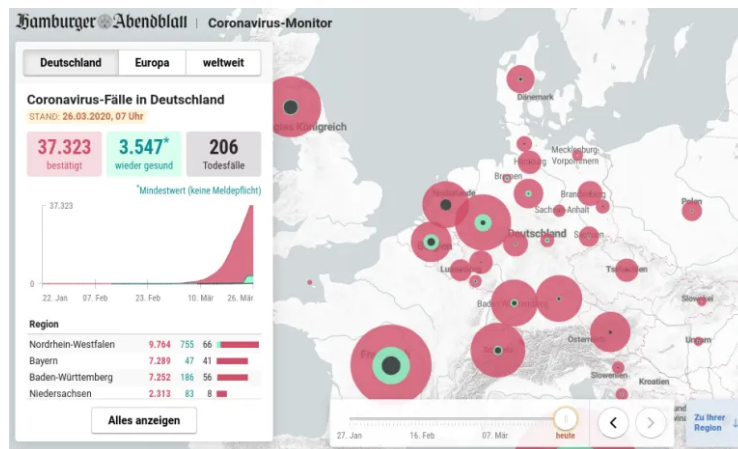 Hamburger Abendblatt | Coronavirus-Monitor
Deutschland Europa weltweit
Coronavirus-Fälle in Deutschland
STAND: 26.03.2020, 07 Uhr
37.323 3.547* 206
bestätigt wieder gesund Todesfälle
*Mindestwert (keine Meldepflicht)
37.323
0
22. Jan 07. Feb 23. Feb 10. Mär 26. Mär
Region
Nordrhein-Westfalen 9.764 755 66
Bayern 7.289 47 41
Baden-Württemberg 7.252 186 56
Niedersachsen 2.313 83 8
Alles anzeigen
Königreich
Dänemark
Hamburg
Mecklenburg-
Vorpommern
Bremen
Niederlande
Brandenburg
Sachsen-Anhalt
Polen
Deutschland
Sachsen
Luxemburg
Tschechien
Baden-Württemberg
Slowakei
Österreich
Ungarn
Slowenien
Kroatien
27. Jan 16. Feb 07. Mär heute
Zu Ihrer
Region